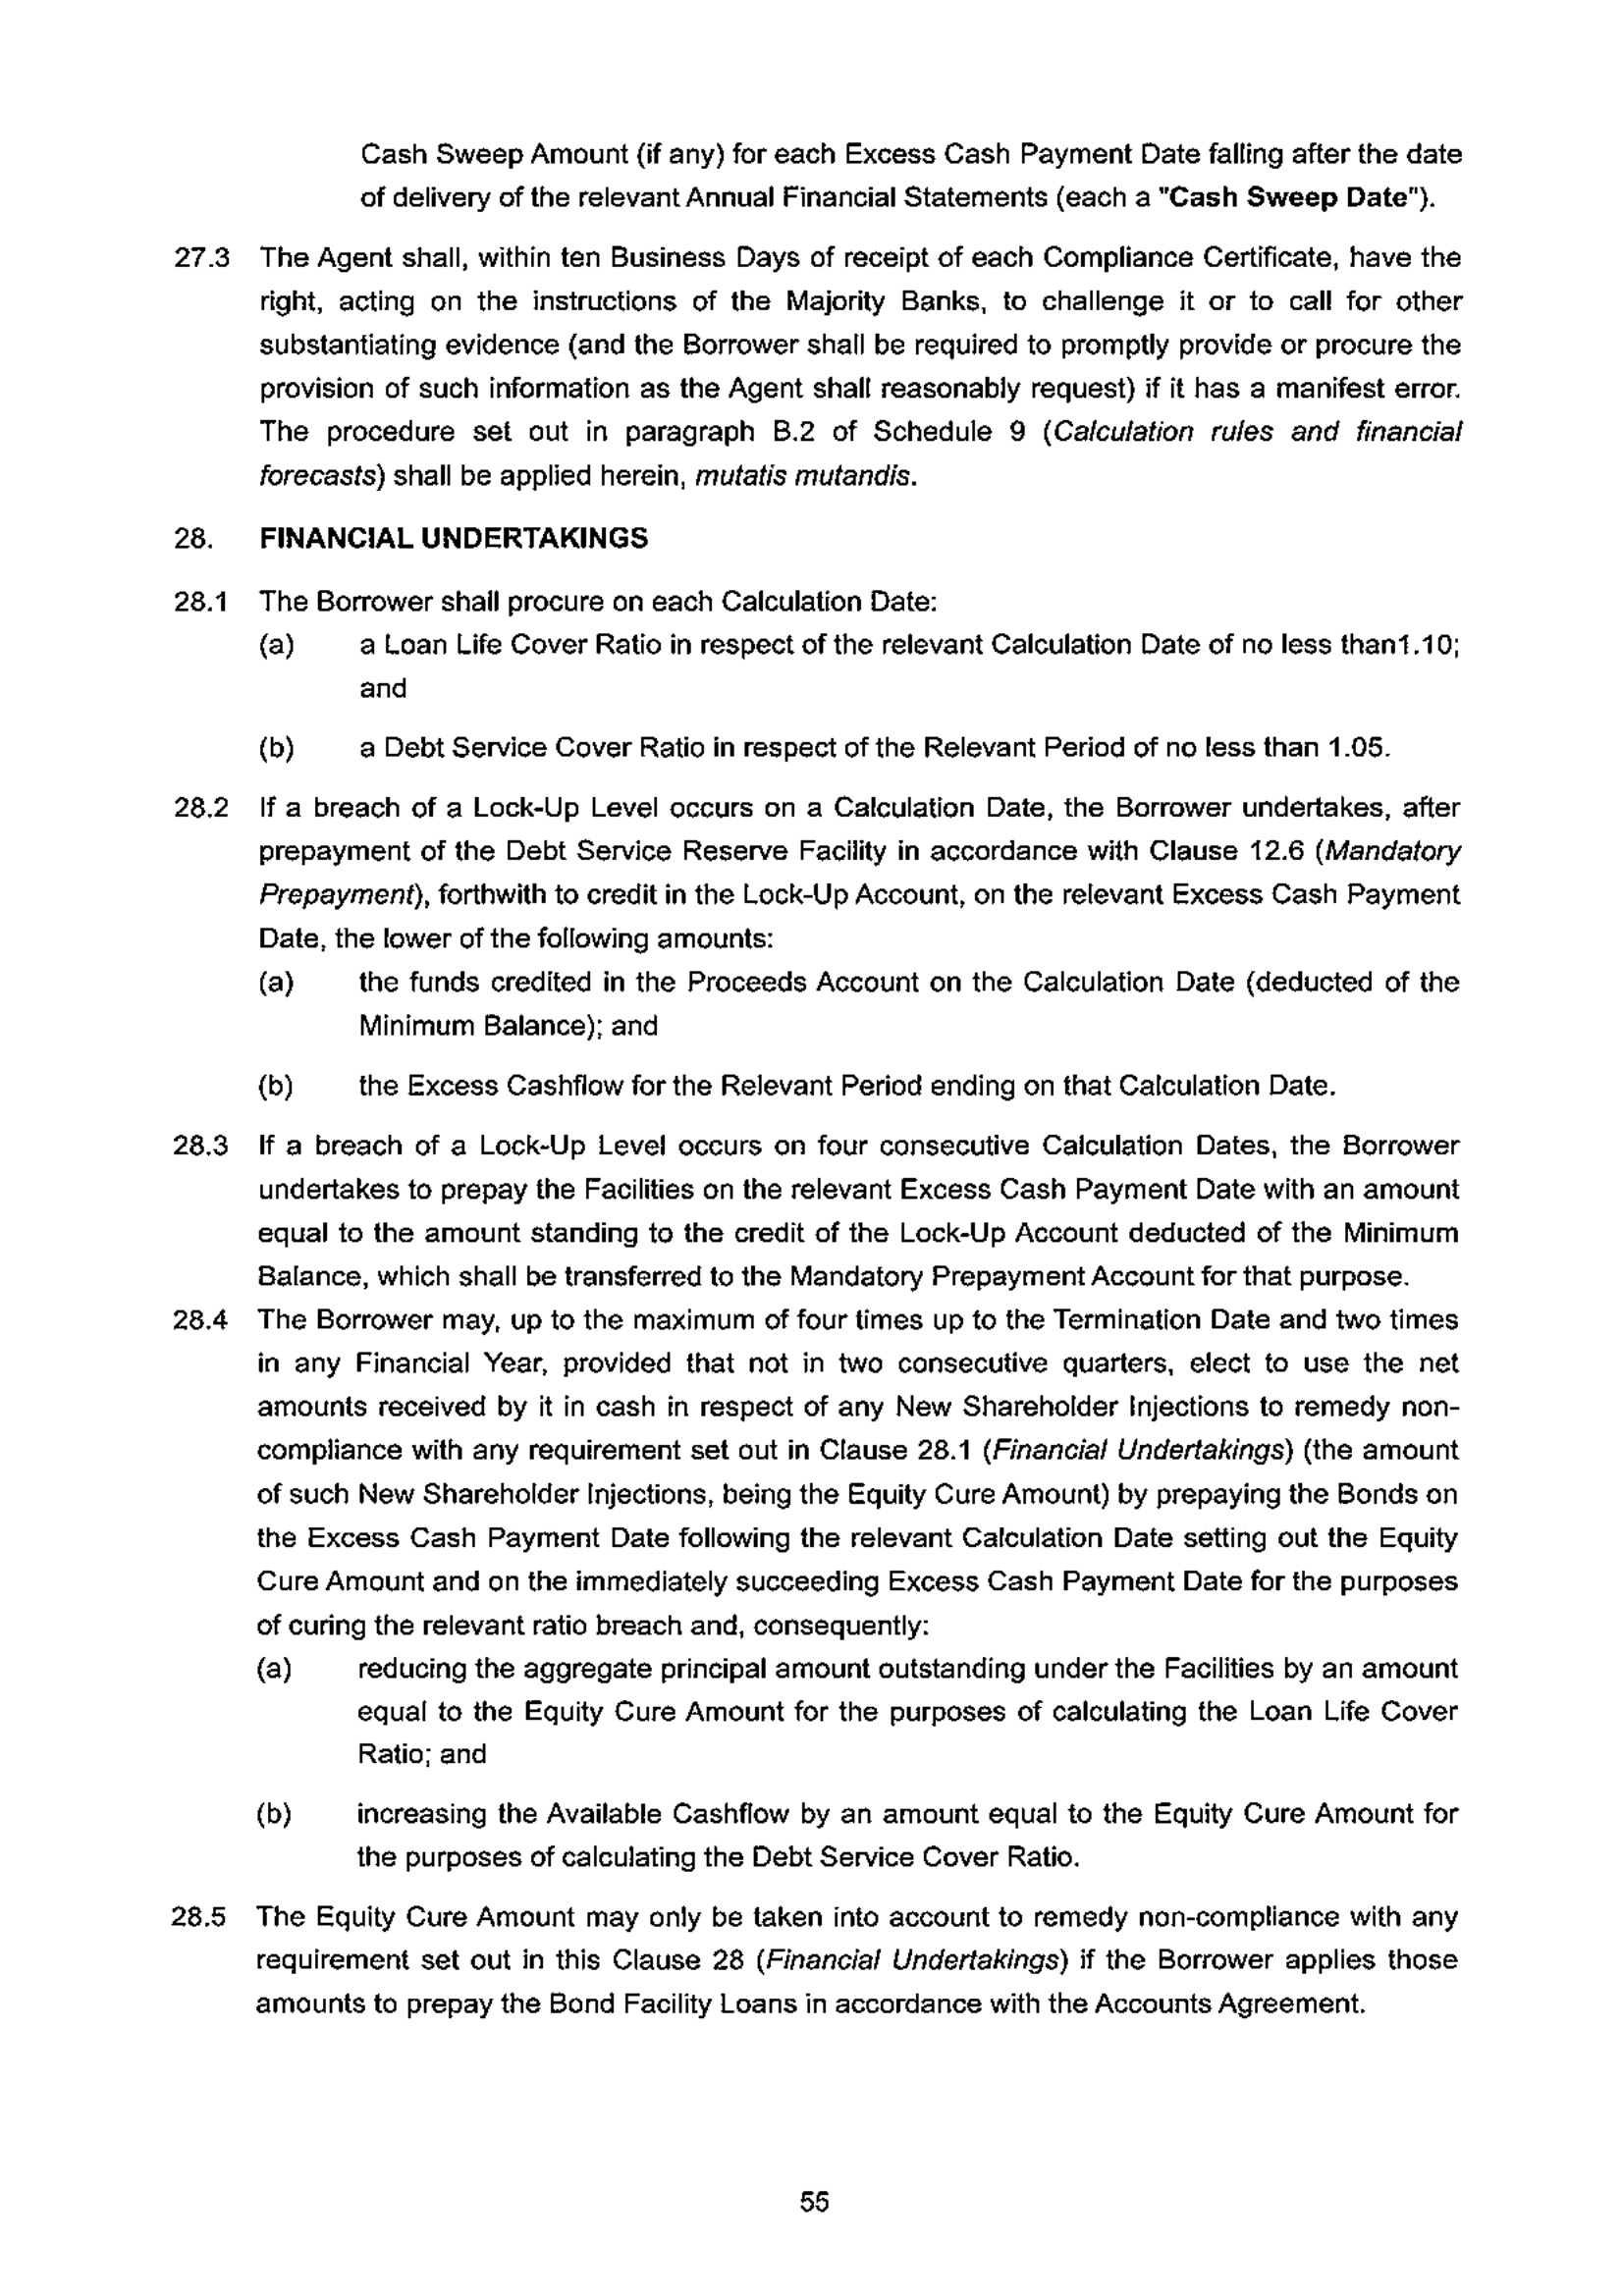 Cash Sweep Amount (if any) for each Excess Cash Payment Date falling after the date
of delivery of the relevant Annual Financial Statements (each a "Cash Sweep Date").
27.3 The Agent shall, within ten Business Days of receipt of each Compliance Certificate, have the
right, acting on the instructions of the Majority Banks, to challenge it or to call for other
substantiating evidence (and the Borrower shall be required to promptly provide or procure the
provision of such information as the Agent shall reasonably request) if it has a manifest error.
The procedure set out in paragraph B.2 of Schedule 9 (Calculation rules and financial
forecasts) shall be applied herein, mutatis mutandis.
28. FINANCIAL UNDERTAKINGS
28.1 The Borrower shall procure on each Calculation Date:
(a) a Loan Life Cover Ratio in respect of the relevant Calculation Date of no less than1.10;
and
(b) a Debt Service Cover Ratio in respect of the Relevant Period of no less than 1.05.
28.2 If a breach of a Lock-Up Level occurs on a Calculation Date, the Borrower undertakes, after
prepayment of the Debt Service Reserve Facility in accordance with Clause 12.6 (Mandatory
Prepayment), forthwith to credit in the Lock-Up Account, on the relevant Excess Cash Payment
Date, the lower of the following amounts:
(a) the funds credited in the Proceeds Account on the Calculation Date (deducted of the
Minimum Balance); and
(b) the Excess Cashflow for the Relevant Period ending on that Calculation Date.
28.3 If a breach of a Lock-Up Level occurs on four consecutive Calculation Dates, the Borrower
undertakes to prepay the Facilities on the relevant Excess Cash Payment Date with an amount
equal to the amount standing to the credit of the Lock-Up Account deducted of the Minimum
Balance, which shall be transferred to the Mandatory Prepayment Account for that purpose.
28.4 The Borrower may, up to the maximum of four times up to the Termination Date and two times
in any Financial Year, provided that not in two consecutive quarters, elect to use the net
amounts received by it in cash in respect of any New Shareholder Injections to remedy non-
compliance with any requirement set out in Clause 28.1 (Financial Undertakings) (the amount
of such New Shareholder Injections, being the Equity Cure Amount) by prepaying the Bonds on
the Excess Cash Payment Date following the relevant Calculation Date setting out the Equity
Cure Amount and on the immediately succeeding Excess Cash Payment Date for the purposes
of curing the relevant ratio breach and, consequently:
(a) reducing the aggregate principal amount outstanding under the Facilities by an amount
equal to the Equity Cure Amount for the purposes of calculating the Loan Life Cover
Ratio; and
(b) increasing the Available Cashflow by an amount equal to the Equity Cure Amount for
the purposes of calculating the Debt Service Cover Ratio.
28.5 The Equity Cure Amount may only be taken into account to remedy non-compliance with any
requirement set out in this Clause 28 (Financial Undertakings) if the Borrower applies those
amounts to prepay the Bond Facility Loans in accordance with the Accounts Agreement.
55